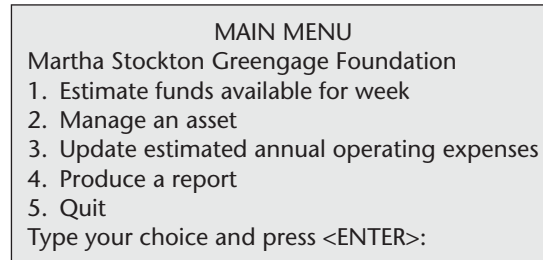 MAIN MENU
Martha Stockton Greengage Foundation
1. Estimate funds available for week
2. Manage an asset
3. Update estimated annual operating expenses
4. Produce a report
5. Quit
Type your choice and press <ENTER>: